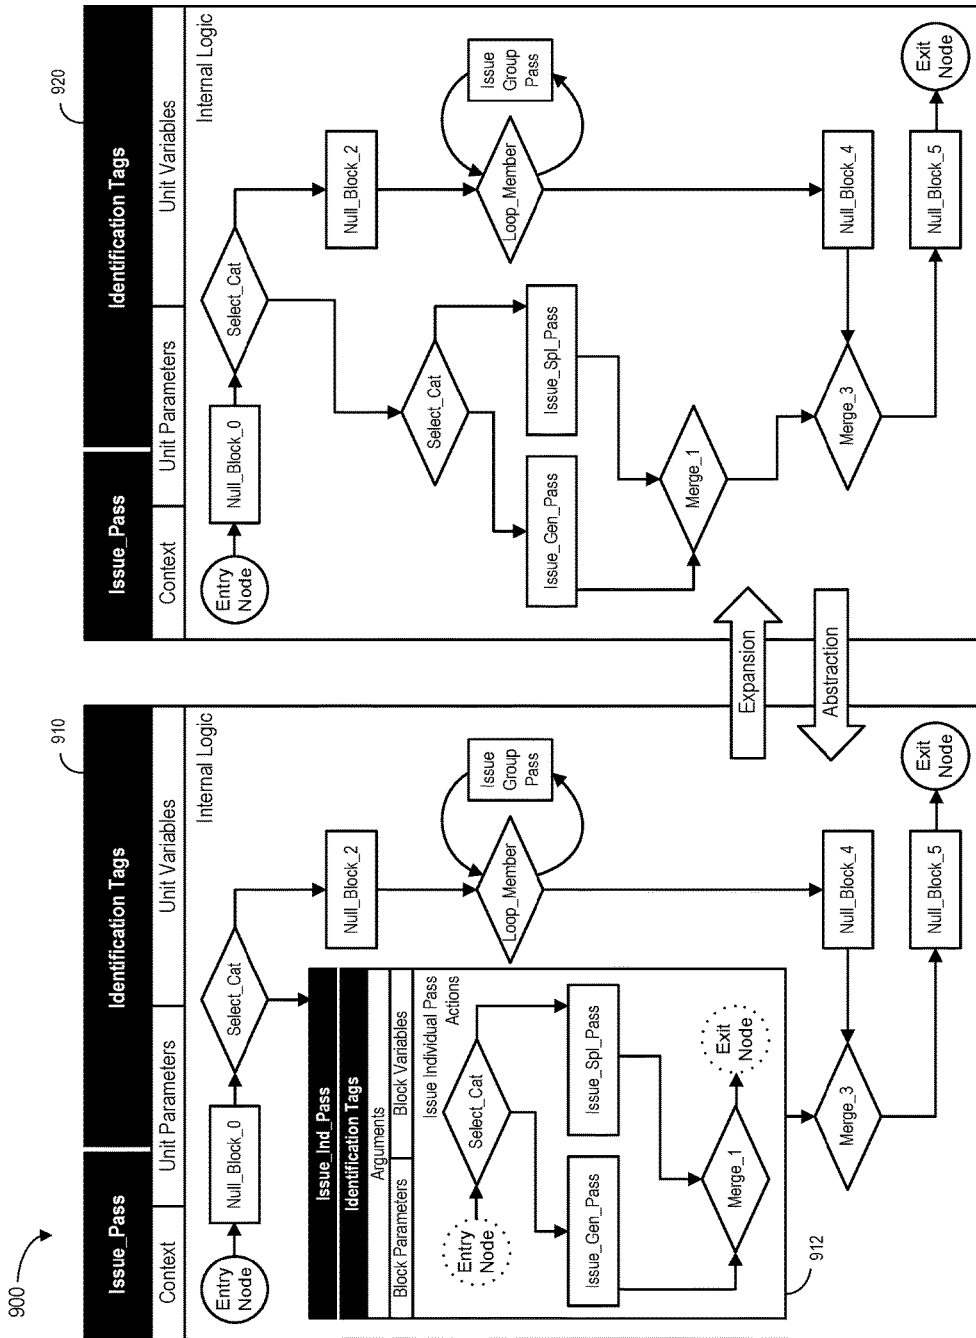 900
910
Issue_Pass
Identification Tags
Context
Unit Parameters
Unit Variables
Internal Logic
Entry
Node
Null_Block_0
Select_Cat
Null_Block_2
Loop_Member
Issue
Group
Pass
Issue_Ind_Pass
Identification Tags
Arguments
Block Parameters
Block Variables
Issue Individual Pass
Actions
Entry
Node
Select_Cat
Issue_Gen_Pass
Issue_Spl_Pass
Merge_1
Exit
Node
912
Null_Block_4
Merge_3
Null_Block_5
Exit
Node
Expansion
Abstraction
920
Issue_Pass
Identification Tags
Context
Unit Parameters
Unit Variables
Internal Logic
Entry
Node
Null_Block_0
Select_Cat
Null_Block_2
Loop_Member
Issue
Group
Pass
Select_Cat
Issue_Gen_Pass
Issue_Spl_Pass
Merge_1
Null_Block_4
Merge_3
Null_Block_5
Exit
Node